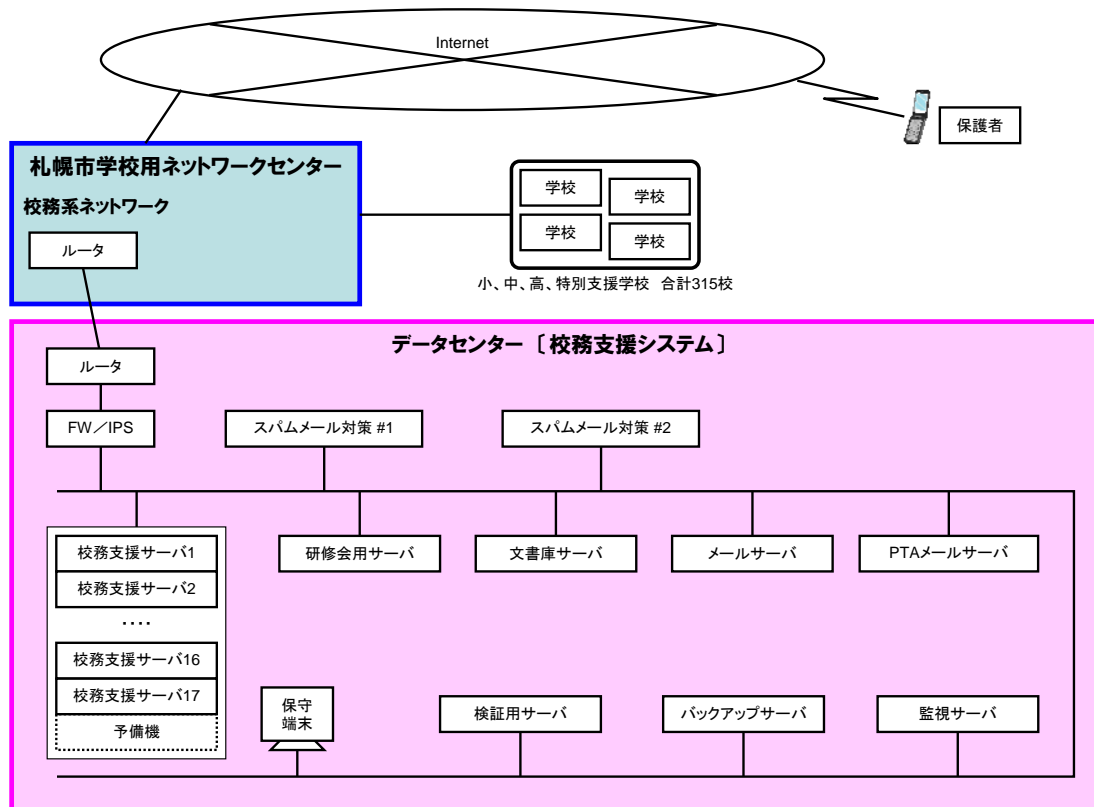 Internet
保護者
札幌市学校用ネットワークセンター
校務系ネットワーク
ルータ
学校
学校
学校
学校
小、中、高、特別支援学校 合計315校
データセンター 〔校務支援システム〕
ルータ
FW/IPS
スパムメール対策 #1
スパムメール対策 #2
校務支援サーバ1
校務支援サーバ2
‥‥
校務支援サーバ16
校務支援サーバ17
予備機
研修会用サーバ
文書庫サーバ
メールサーバ
PTAメールサーバ
保守
端末
検証用サーバ
バックアップサーバ
監視サーバ